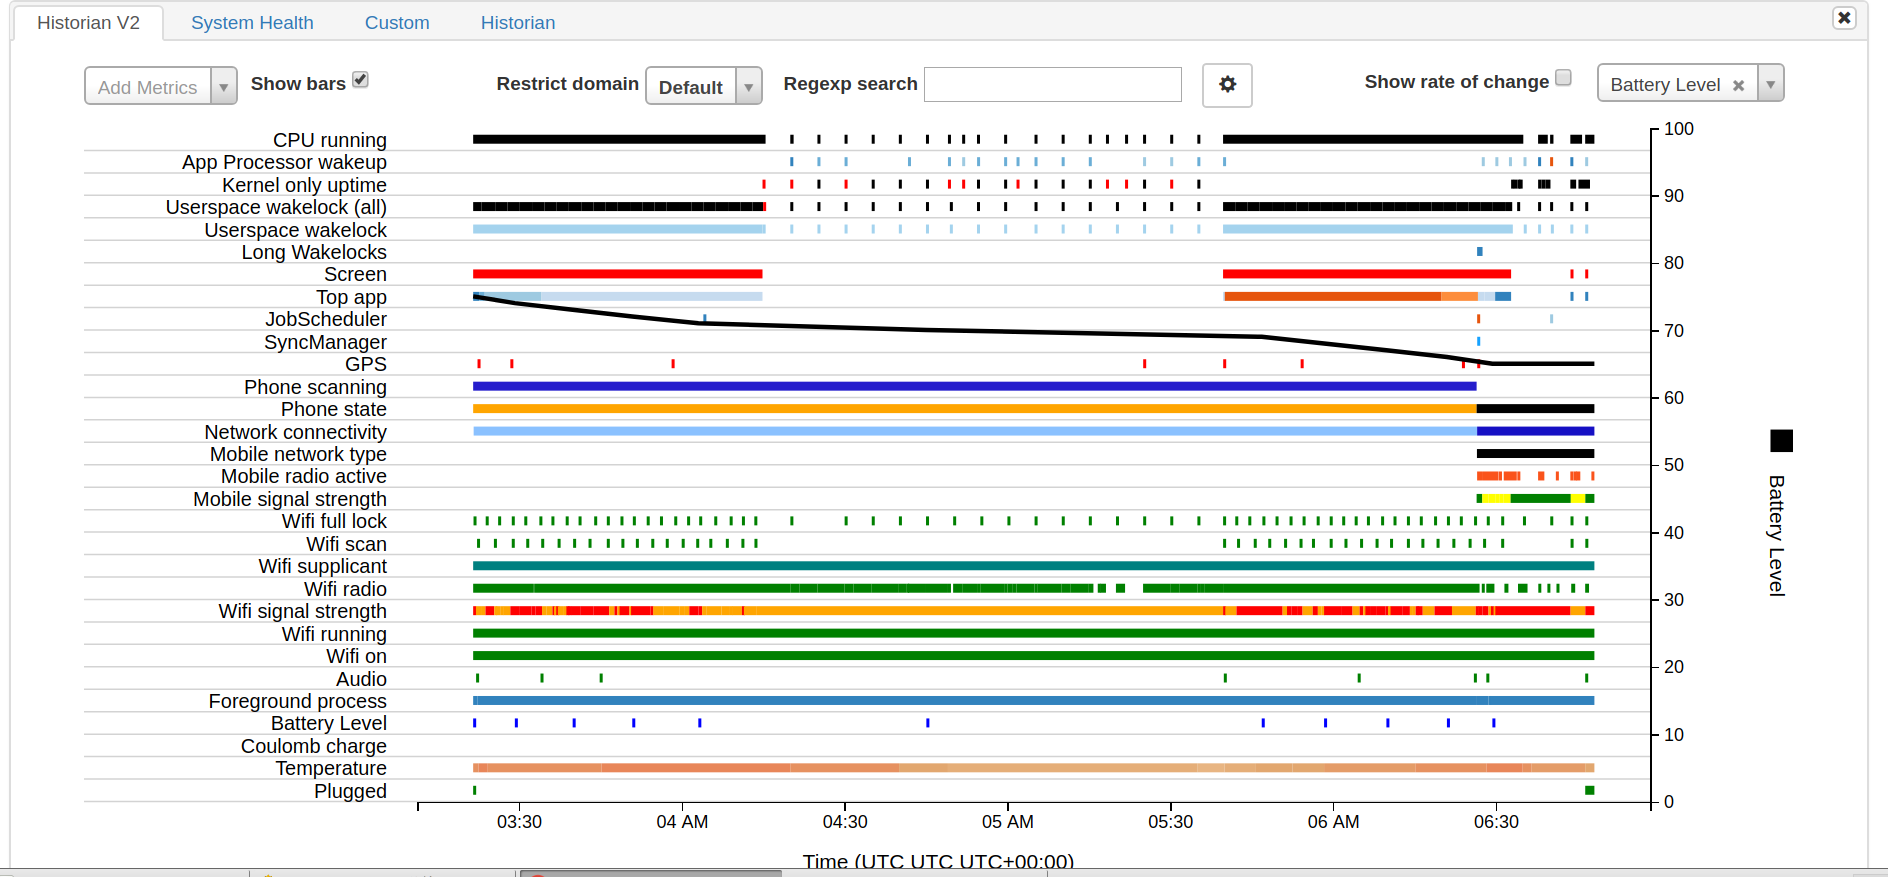 Historian V2 System Health Custom Historian
Add Metrics Show bars Restrict domain Default Regexp search Show rate of change Battery Level
CPU running
App Processor wakeup
Kernel only uptime
Userspace wakelock (all)
Userspace wakelock
Long Wakelocks
Screen
Top app
JobScheduler
SyncManager
GPS
Phone scanning
Phone state
Network connectivity
Mobile network type
Mobile radio active
Mobile signal strength
Wifi full lock
Wifi scan
Wifi supplicant
Wifi radio
Wifi signal strength
Wifi running
Wifi on
Audio
Foreground process
Battery Level
Coulomb charge
Temperature
Plugged
100
90
80
70
60
50
40
30
20
10
0
Battery Level
03:30 04 AM 04:30 05 AM 05:30 06 AM 06:30
Time (UTC UTC UTC+00:00)